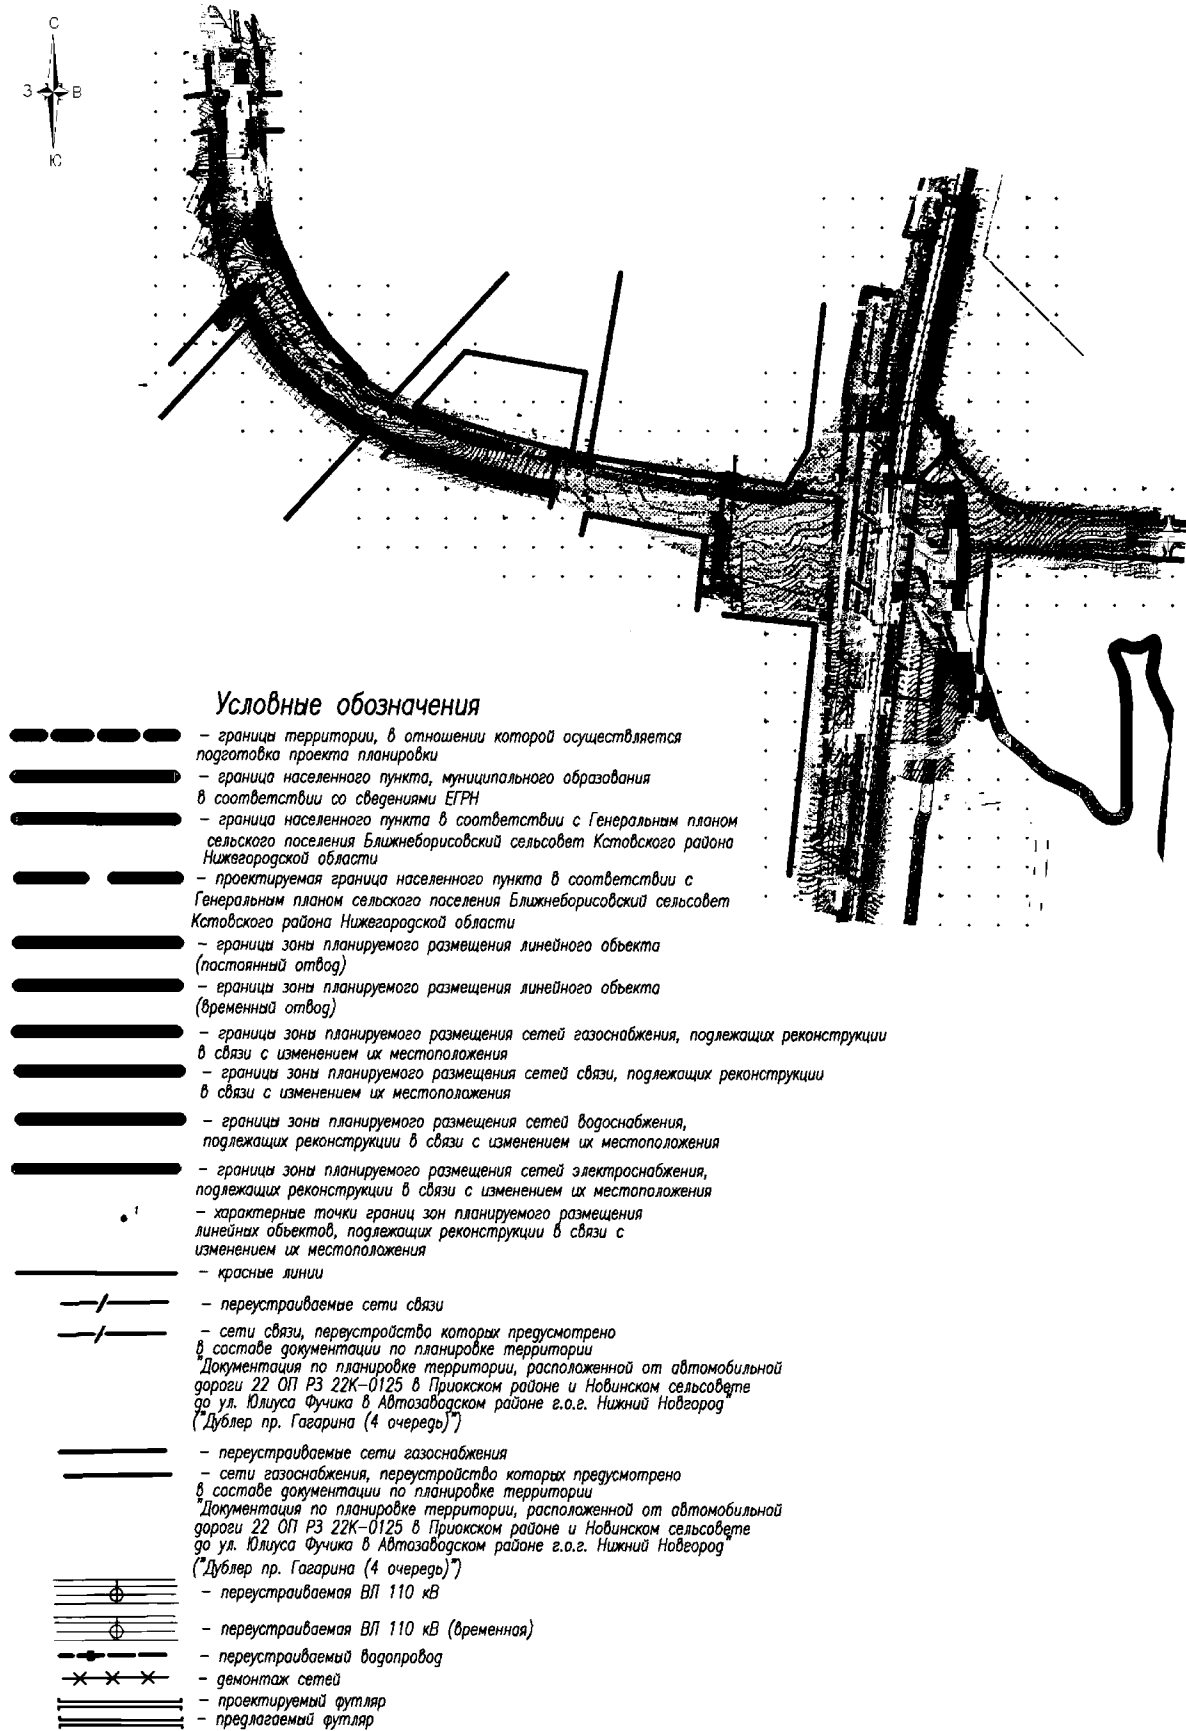 С
З В
Ю
Условные обозначения
– границы территории, в отношении которой осуществляется
подготовка проекта планировки
– граница населенного пункта, муниципального образования
в соответствии со сведениями ЕГРН
– граница населенного пункта в соответствии с Генеральным планом
сельского поселения Ближнеборисовский сельсовет Кстовского района
Нижегородской области
– проектируемая граница населенного пункта в соответствии с
Генеральным планом сельского поселения Ближнеборисовский сельсовет
Кстовского района Нижегородской области
– границы зоны планируемого размещения линейного объекта
(постоянный отвод)
– границы зоны планируемого размещения линейного объекта
(временный отвод)
– границы зоны планируемого размещения сетей газоснабжения, подлежащих реконструкции
в связи с изменением их местоположения
– границы зоны планируемого размещения сетей связи, подлежащих реконструкции
в связи с изменением их местоположения
– границы зоны планируемого размещения сетей водоснабжения,
подлежащих реконструкции в связи с изменением их местоположения
– границы зоны планируемого размещения сетей электроснабжения,
подлежащих реконструкции в связи с изменением их местоположения
1 – характерные точки границ зон планируемого размещения
линейных объектов, подлежащих реконструкции в связи с
изменением их местоположения
– красные линии
– переустраиваемые сети связи
– сети связи, переустройство которых предусмотрено
в составе документации по планировке территории
"Документация по планировке территории, расположенной от автомобильной
дороги 22 ОП РЗ 22К–0125 в Приокском районе и Новинском сельсовете
до ул. Юлиуса Фучика в Автозаводском районе г.о.г. Нижний Новгород"
("Дублер пр. Гагарина (4 очередь)")
– переустраиваемые сети газоснабжения
– сети газоснабжения, переустройство которых предусмотрено
в составе документации по планировке территории
"Документация по планировке территории, расположенной от автомобильной
дороги 22 ОП РЗ 22К–0125 в Приокском районе и Новинском сельсовете
до ул. Юлиуса Фучика в Автозаводском районе г.о.г. Нижний Новгород"
("Дублер пр. Гагарина (4 очередь)")
– переустраиваемая ВЛ 110 кВ
– переустраиваемая ВЛ 110 кВ (временная)
– переустраиваемый водопровод
– демонтаж сетей
– проектируемый футляр
– предлагаемый футляр